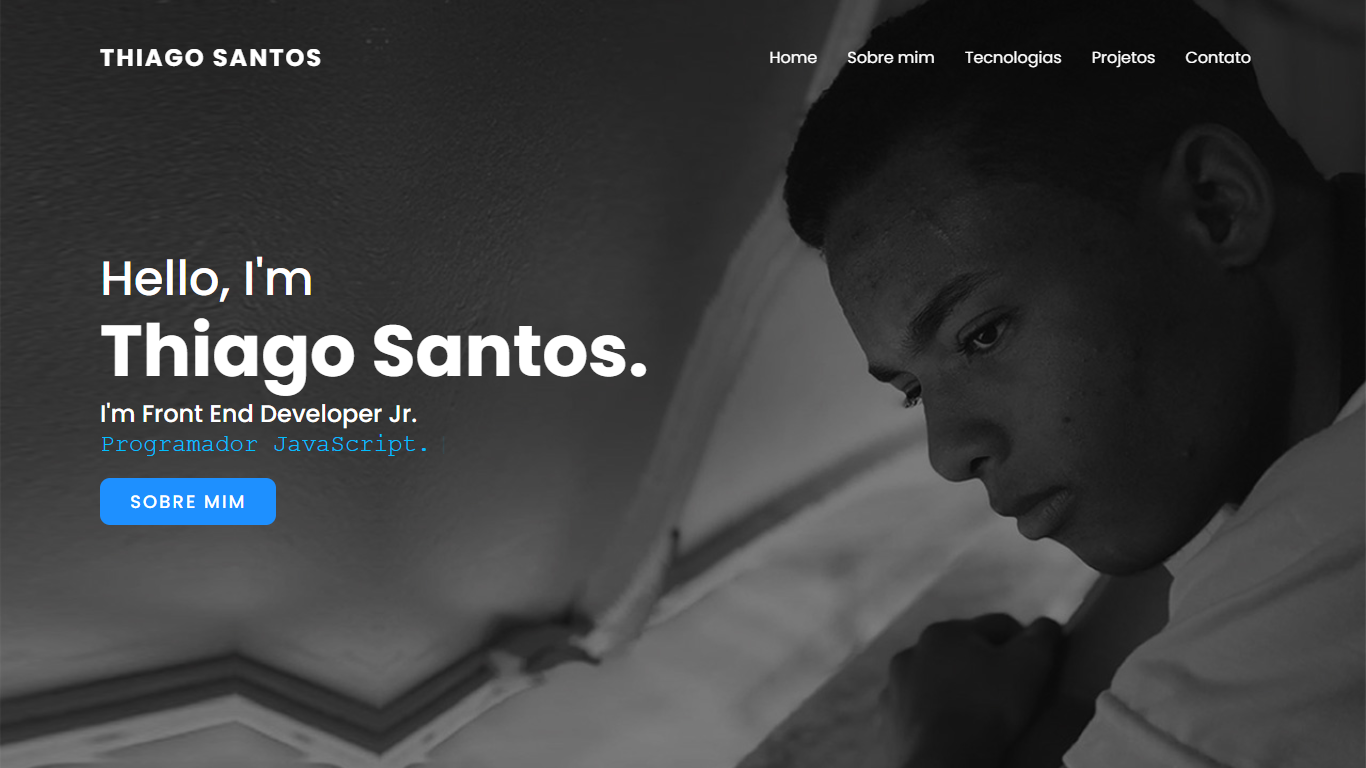 THIAGO SANTOS
Home Sobre mim Tecnologias Projetos Contato
Hello, I'm
Thiago Santos.
I'm Front End Developer Jr.
Programador JavaScript.
SOBRE MIM